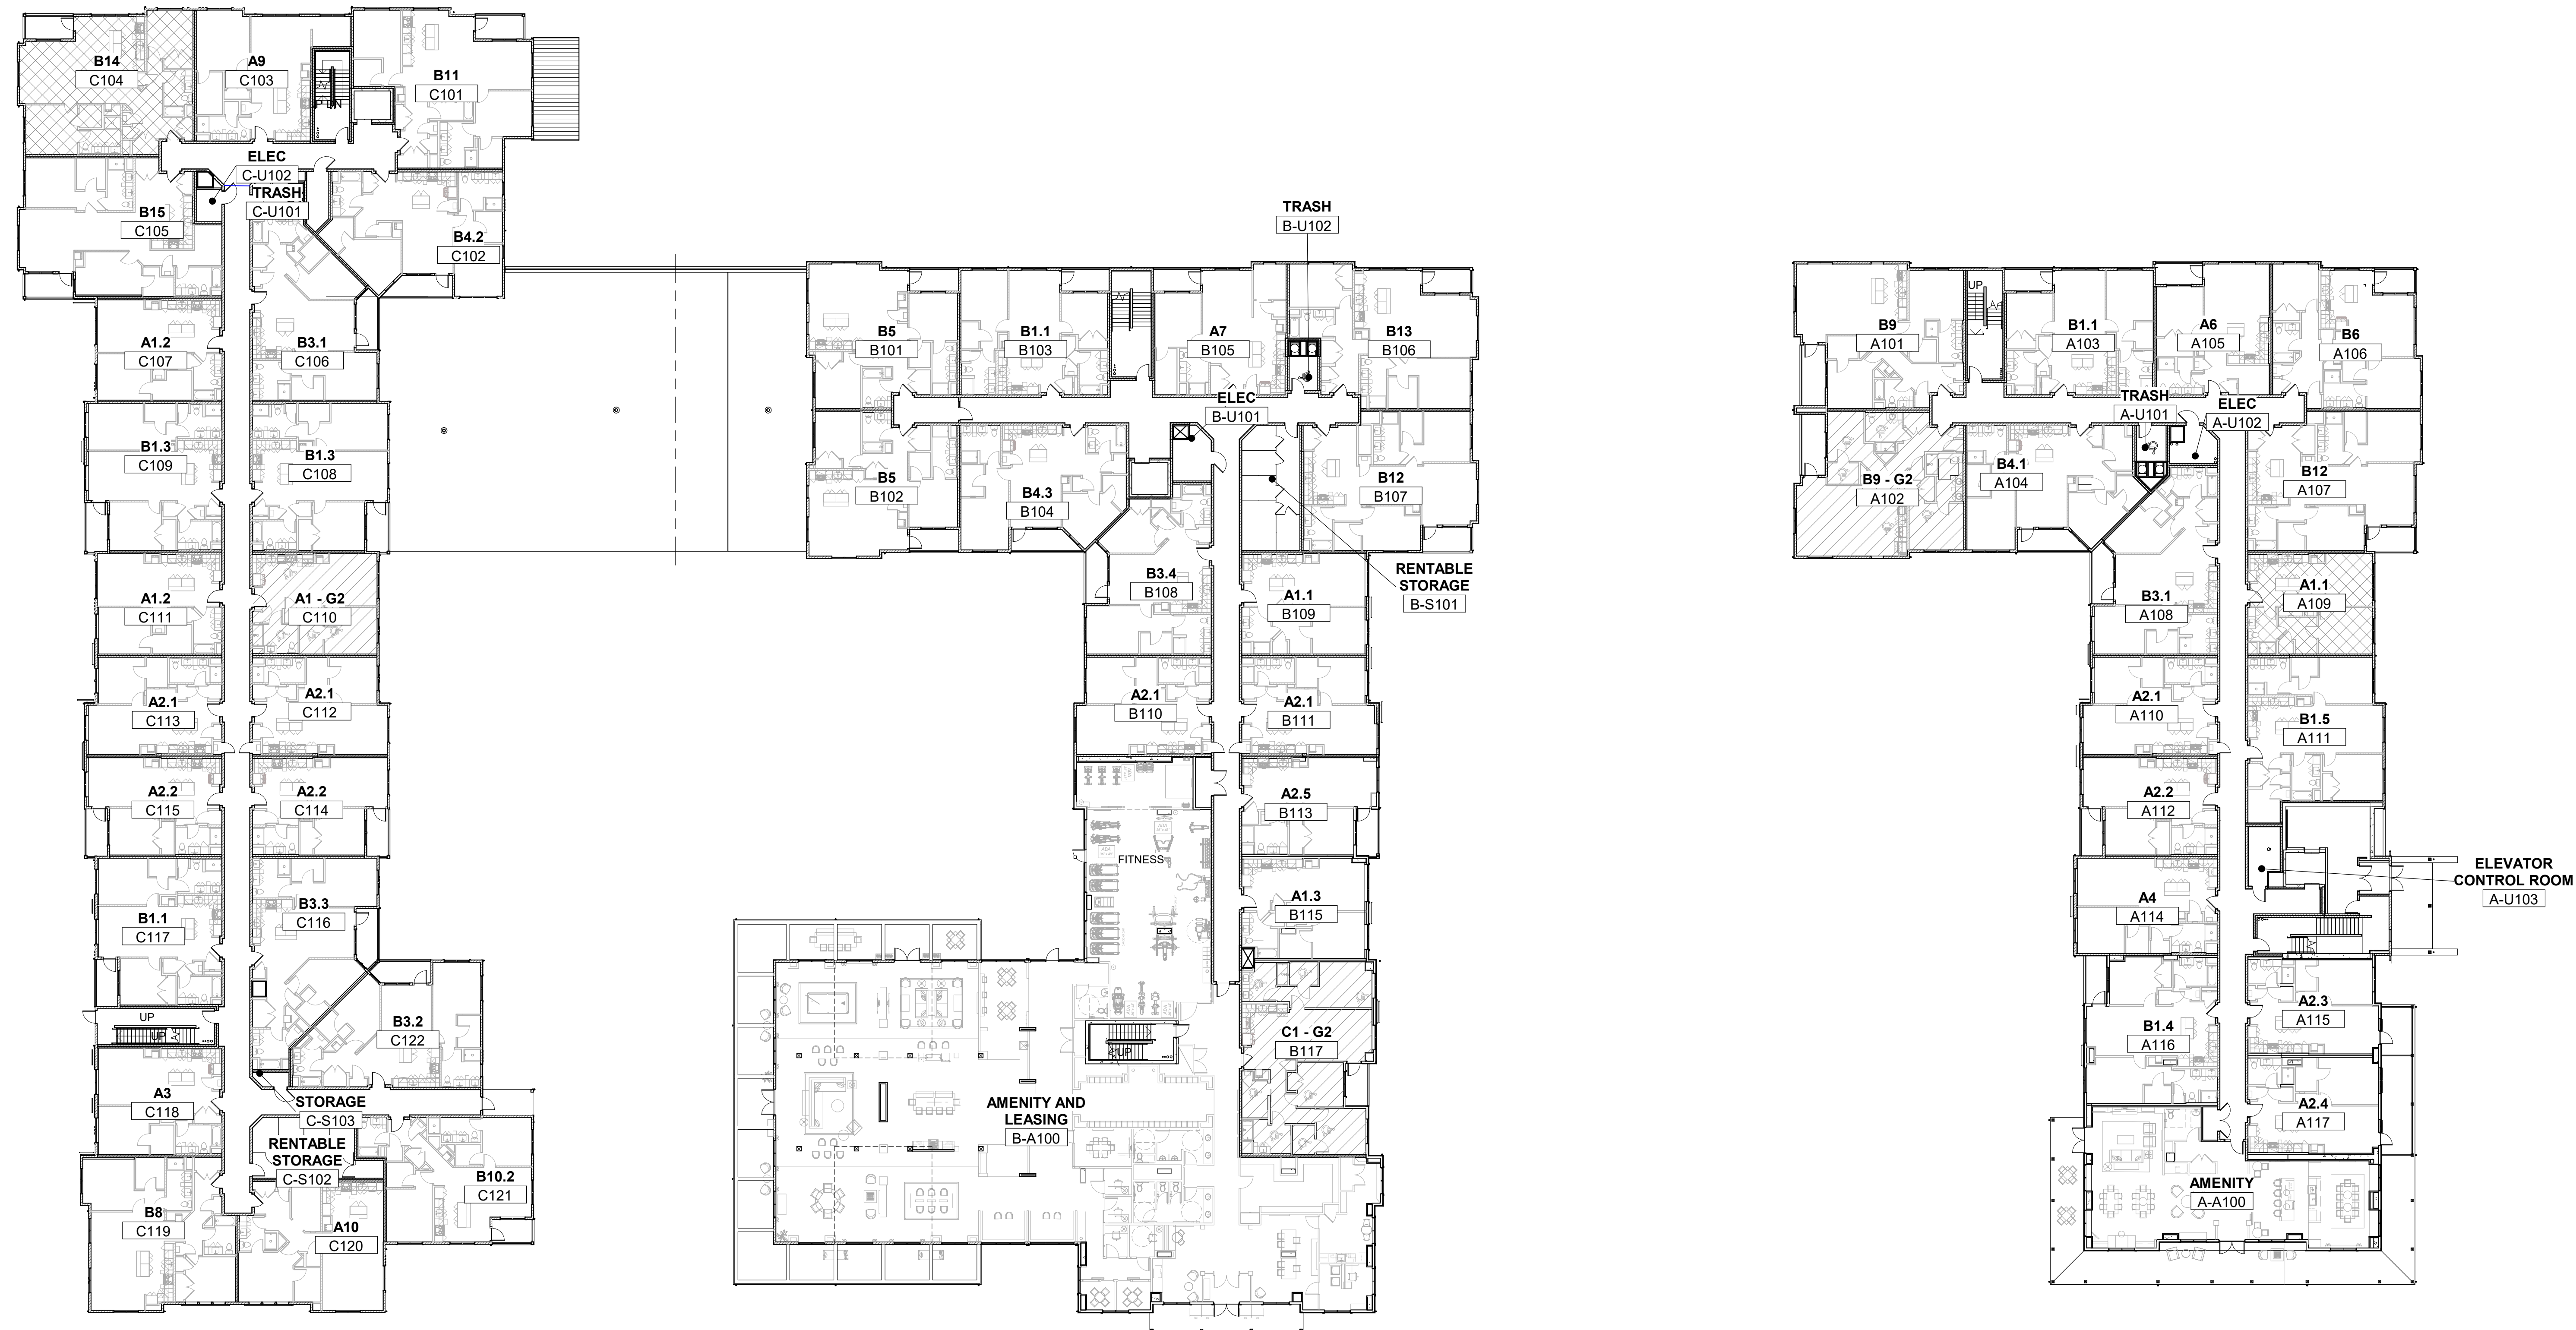 B14
C104
A9
C103
B11
C101
UP
ELEC
C-U102
TRASH
C-U101
B15
C105
B4.2
C102
A1.2
C107
B3.1
C106
B1.3
C109
B1.3
C108
A1.2
C111
A1 - G2
C110
A2.1
C113
A2.1
C112
A2.2
C115
A2.2
C114
B1.1
C117
B3.3
C116
UP
UP
B3.2
C122
A3
C118
STORAGE
C-S103
RENTABLE
STORAGE
C-S102
B8
C119
A10
C120
B10.2
C121
TRASH
B-U102
B5
B101
B1.1
B103
A7
B105
B13
B106
ELEC
B-U101
B5
B102
B4.3
B104
B12
B107
RENTABLE
STORAGE
B-S101
B3.4
B108
A1.1
B109
A2.1
B110
A2.1
B111
A2.5
B113
FITNESS
A1.3
B115
UP
C1 - G2
B117
AMENITY AND
LEASING
B-A100
UP
B9
A101
B1.1
A103
A6
A105
B6
A106
TRASH
A-U101
ELEC
A-U102
B9 - G2
A102
B4.1
A104
B12
A107
B3.1
A108
A1.1
A109
A2.1
A110
B1.5
A111
A2.2
A112
ELEVATOR
CONTROL ROOM
A-U103
A4
A114
A2.3
A115
B1.4
A116
A2.4
A117
AMENITY
A-A100